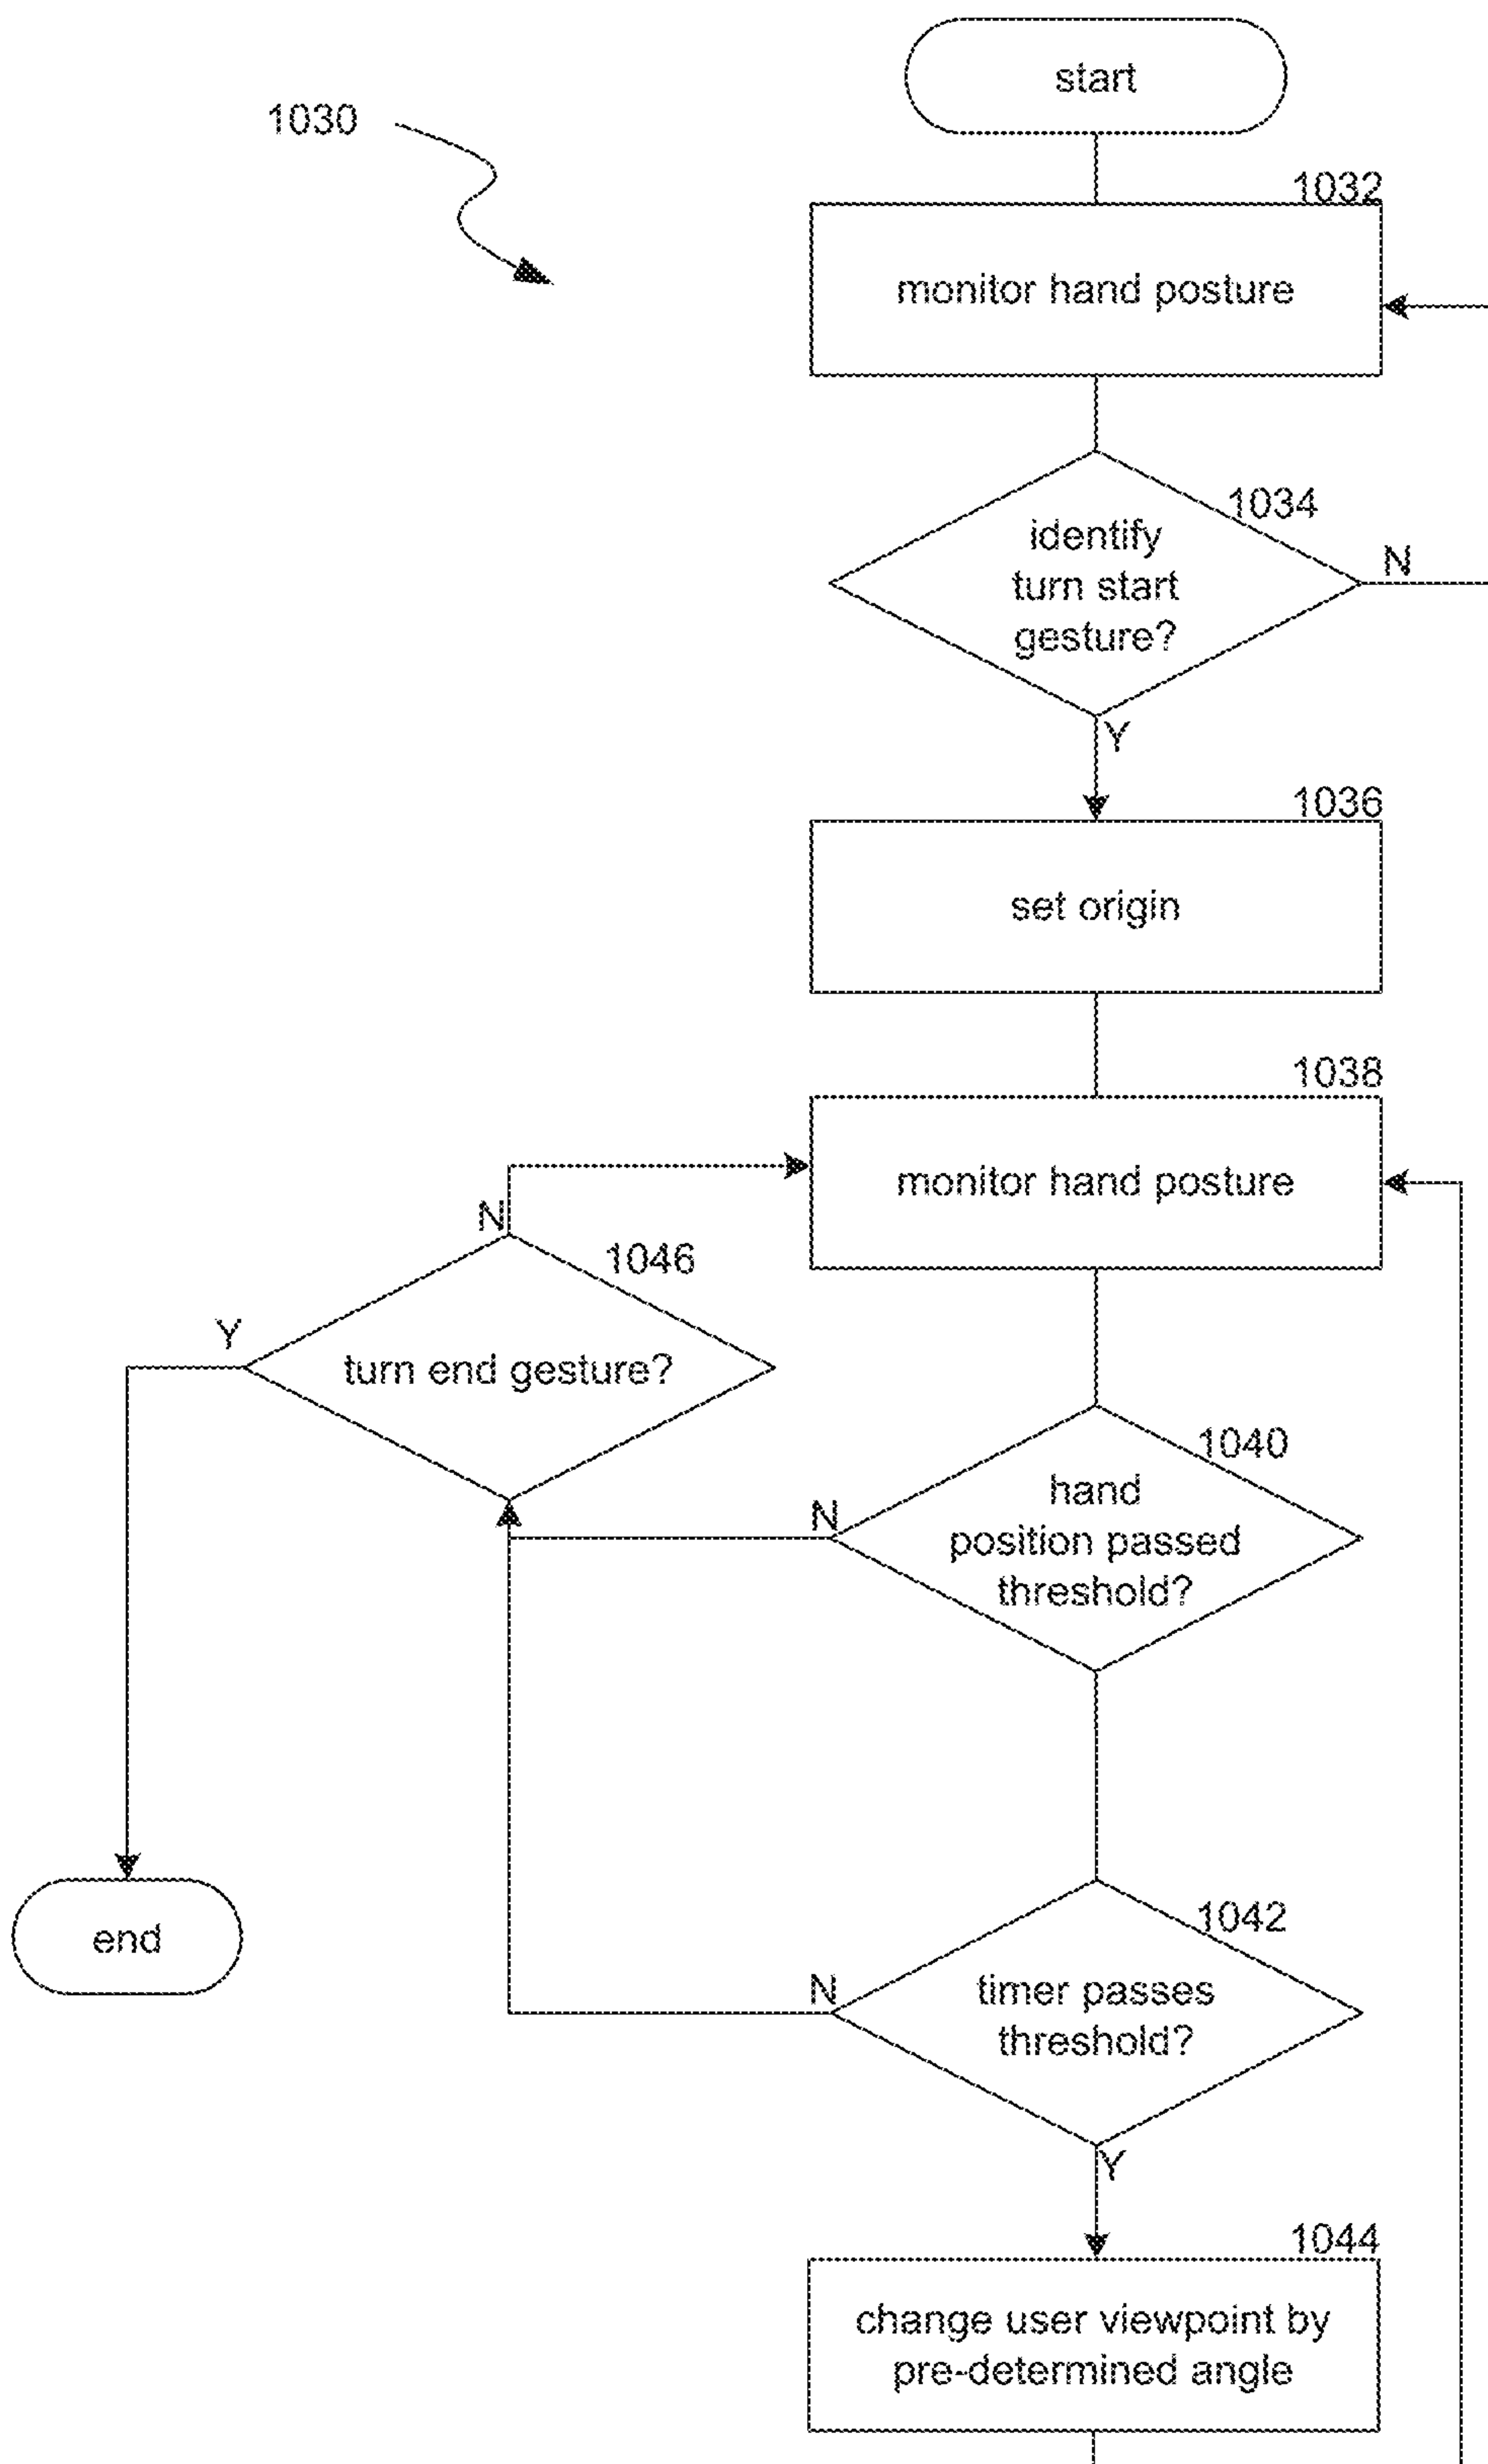 start
1030
1032
monitor hand posture
1034
identify
turn start
gesture?
N
Y
1036
set origin
1038
monitor hand posture
N
1046
Y
turn end gesture?
1040
hand
position passed
threshold?
N
1042
timer passes
threshold?
N
end
Y
1044
change user viewpoint by
pre-determined angle